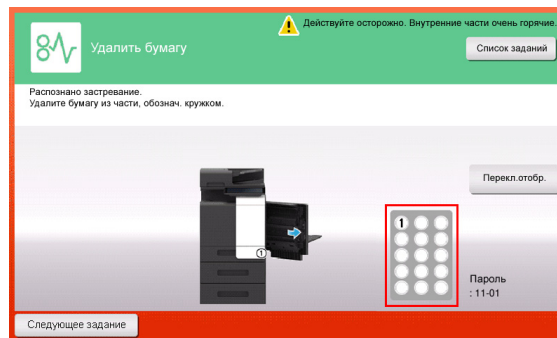 Действуйте осторожно. Внутренние части очень горячие.
Удалить бумагу
Список заданий
Распознано застревание.
Удалите бумагу из части, обознач. кружком.
Перекл.отобр.
1
1
Пароль
: 11-01
Следующее задание